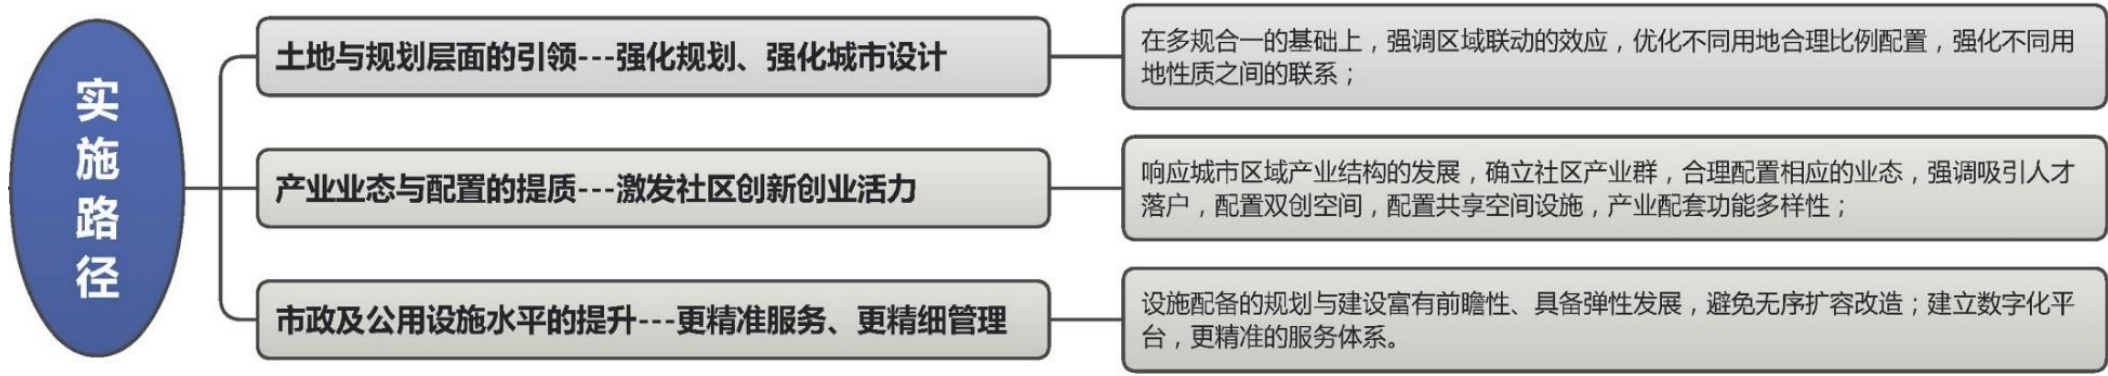 实施路径
土地与规划层面的引领---强化规划、强化城市设计
在多规合一的基础上，强调区域联动的效应，优化不同用地合理比例配置，强化不同用
地性质之间的联系；
产业业态与配置的提质---激发社区创新创业活力
响应城市区域产业结构的发展，确立社区产业群，合理配置相应的业态，强调吸引人才
落户，配置双创空间，配置共享空间设施，产业配套功能多样性；
市政及公用设施水平的提升---更精准服务、更精细管理
设施配备的规划与建设富有前瞻性、具备弹性发展，避免无序扩容改造；建立数字化平
台，更精准的服务体系。